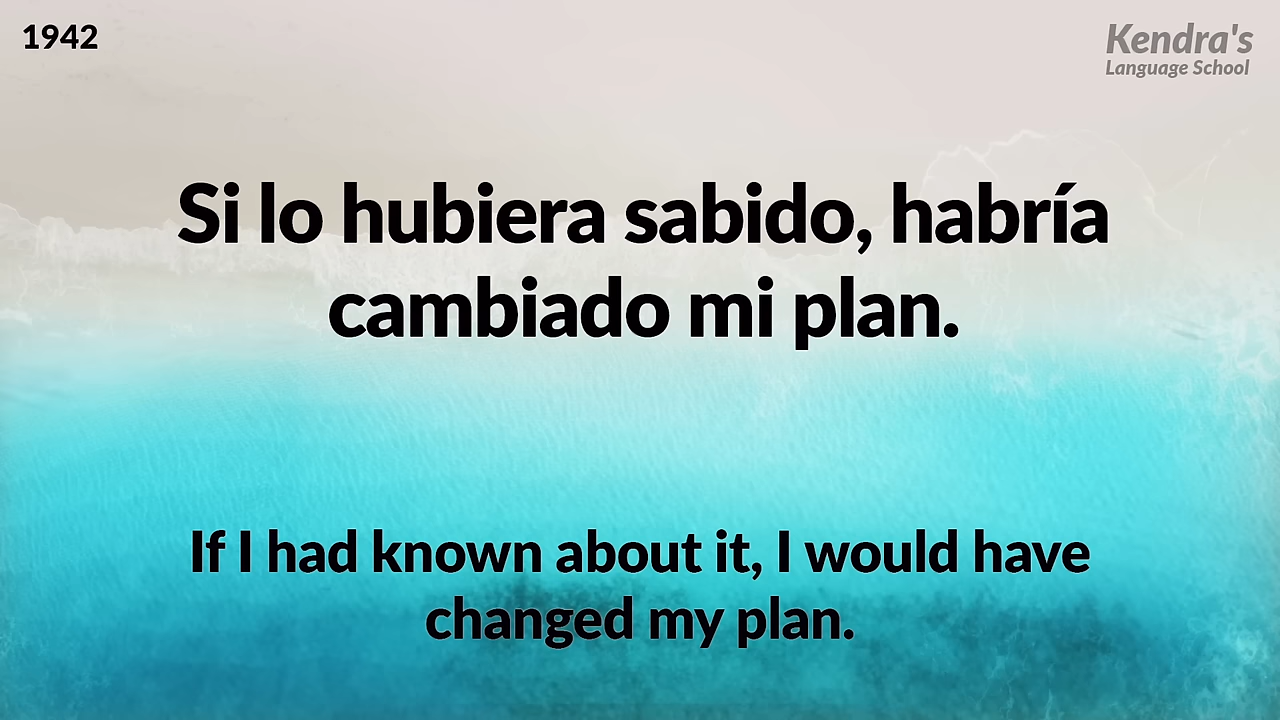 1942
Kendra's
Language School
Si lo hubiera sabido, habría
cambiado mi plan.
If I had known about it, I would have
changed my plan.